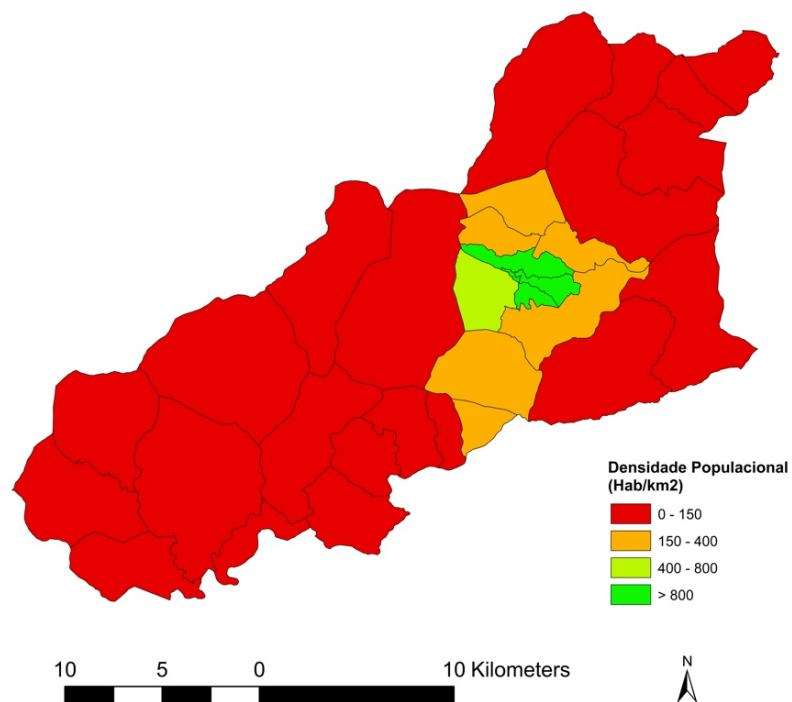 Densidade Populacional
(Hab/km2)
0 - 150
150 - 400
400 - 800
> 800
10 5 0 10 Kilometers
N